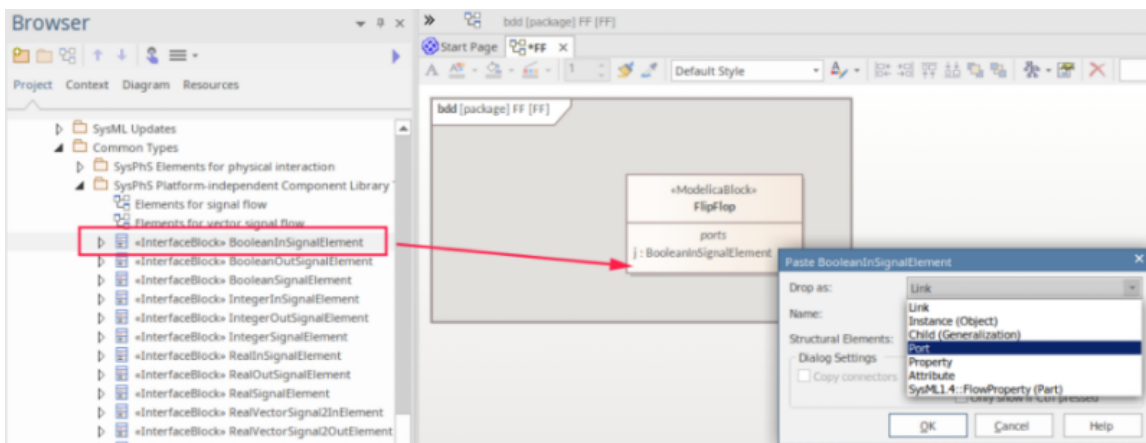 Browser
Project Context Diagram Resources
SysML Updates
Common Types
SysPhS Elements for physical interaction
SysPhS Platform-independent Component Library
Elements for signal flow
Elements for vector signal flow
«InterfaceBlock» BooleanInSignalElement
«InterfaceBlock» BooleanOutSignalElement
«InterfaceBlock» BooleanSignalElement
«InterfaceBlock» IntegerInSignalElement
«InterfaceBlock» IntegerOutSignalElement
«InterfaceBlock» IntegerSignalElement
«InterfaceBlock» RealInSignalElement
«InterfaceBlock» RealOutSignalElement
«InterfaceBlock» RealSignalElement
«InterfaceBlock» RealVectorSignal2InElement
«InterfaceBlock» RealVectorSignal2OutElement
bdd [package] FF [FF]
Start Page *FF
1 Default Style
bdd [package] FF [FF]
«ModelicaBlock»
FlipFlop
ports
j : BooleanInSignalElement
Paste BooleanInSignalElement
Drop as: Link
Name:
Structural Elements:
Dialog Settings
Copy connectors
Link
Instance (Object)
Child (Generalization)
Port
Property
Attribute
SysML1.4::FlowProperty (Part)
Only show if Ctrl pressed
OK Cancel Help